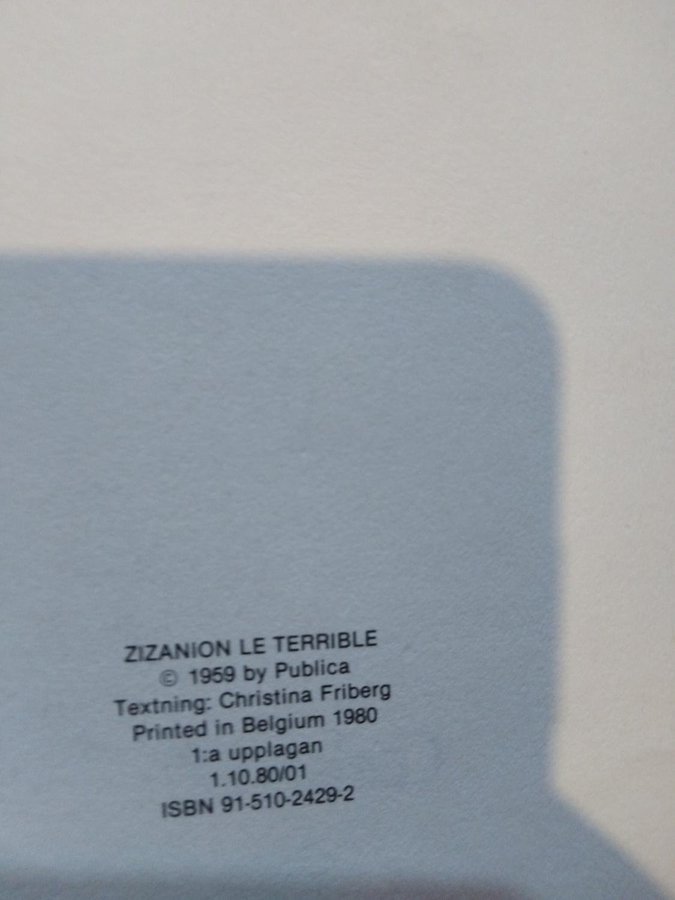 ZIZANION LE TERRIBLE
© 1959 by Publica
Textning: Christina Friberg
Printed in Belgium 1980
1:a upplagan
1.10.80/01
ISBN 91-510-2429-2